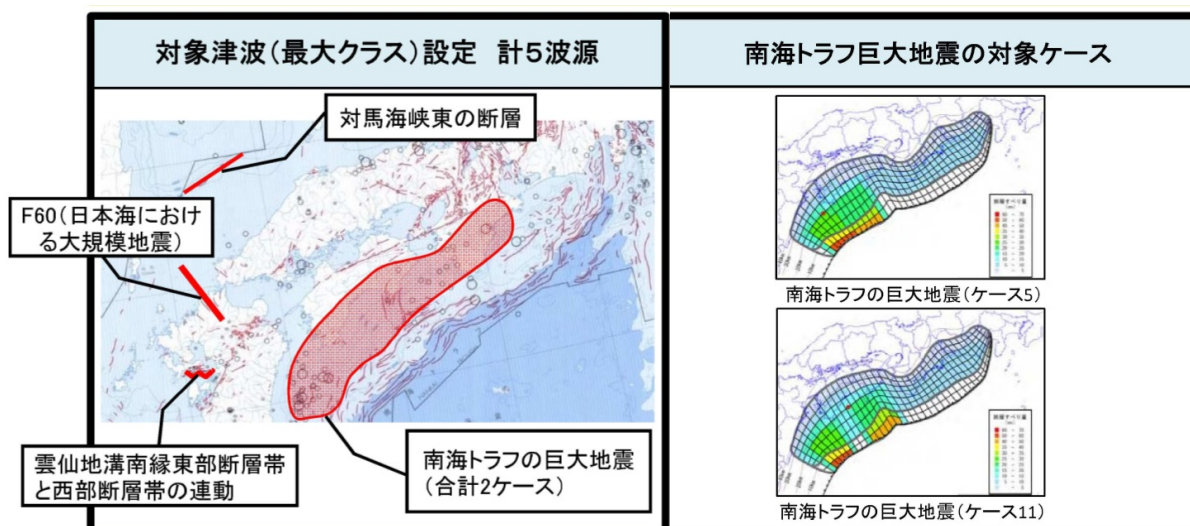 対象津波(最大クラス)設定 計5波源
対馬海峡東の断層
F60(日本海におけ
る大規模地震)
雲仙地溝南縁東部断層帯
と西部断層帯の連動
南海トラフの巨大地震
(合計2ケース)
南海トラフ巨大地震の対象ケース
南海トラフの巨大地震(ケース5)
南海トラフの巨大地震(ケース11)